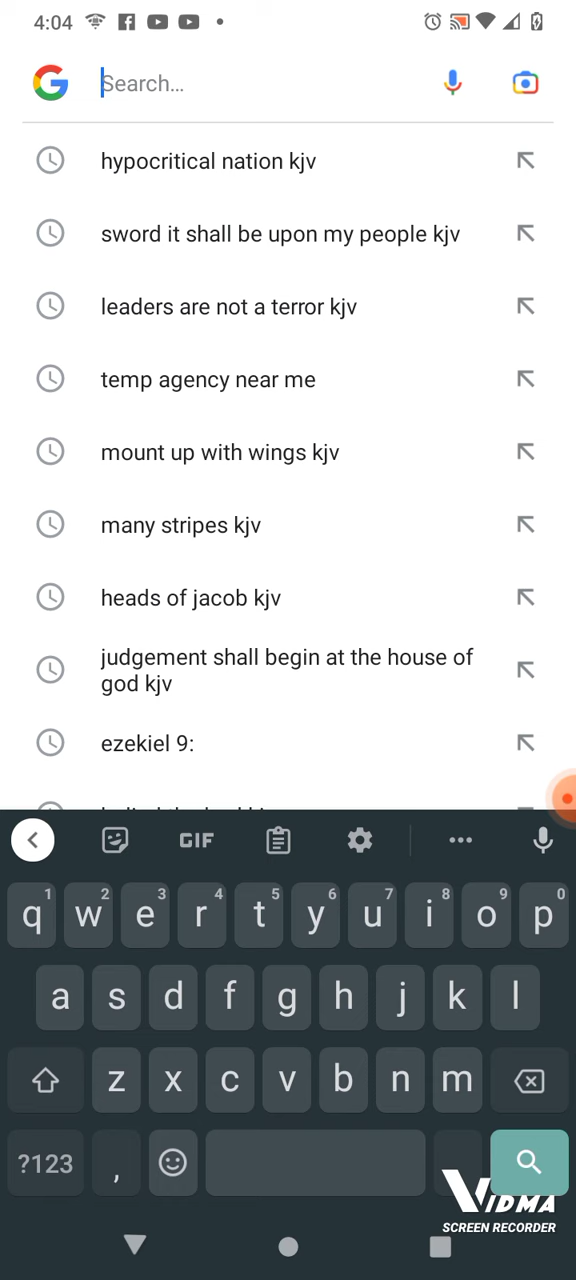 4:04
Search...
hypocritical nation kjv
sword it shall be upon my people kjv
leaders are not a terror kjv
temp agency near me
mount up with wings kjv
many stripes kjv
heads of jacob kjv
judgement shall begin at the house of
god kjv
ezekiel 9:
GIF
1 2 3 4 5 6 7 8 9 0
q w e r t y u i o p
a s d f g h j k l
z x c v b n m
?123 ,
VIDMA
SCREEN RECORDER